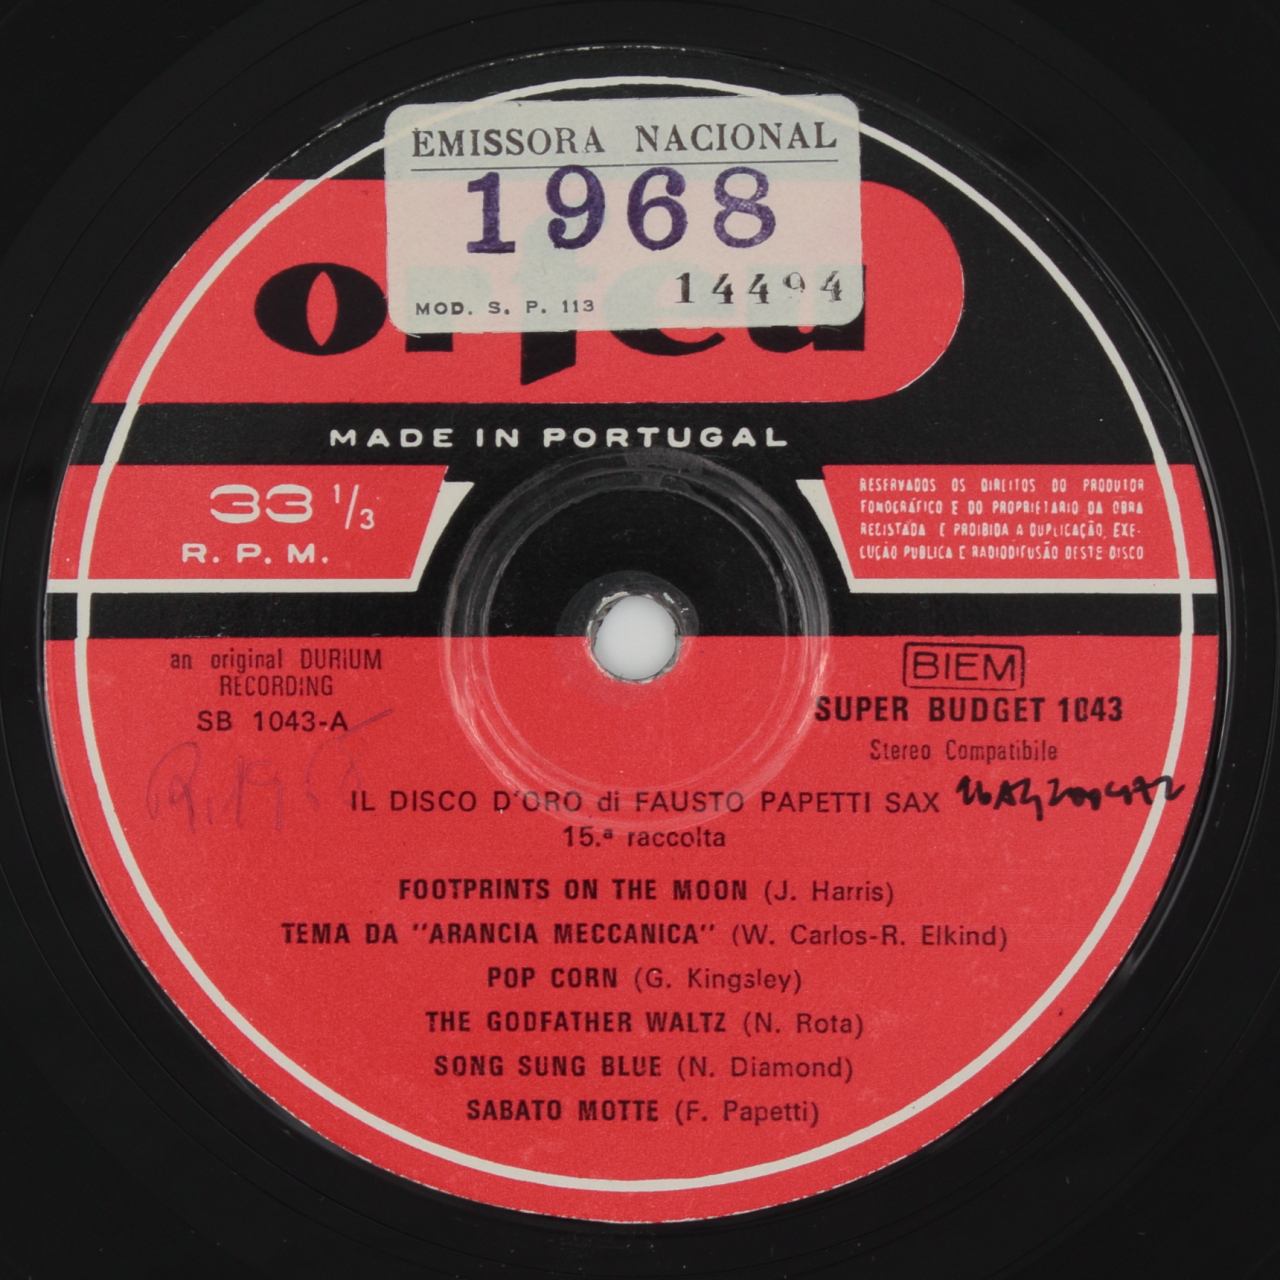 EMISSORA NACIONAL
1968
14494
MOD. S. P. 113
orfeu
MADE IN PORTUGAL
33 1/3
R. P. M.
RESERVADOS OS DIREITOS DO PRODUTOR
FONOGRÁFICO E DO PROPRIETARIO DA OBRA
REGISTADA E PROIBIDA A DUPLICAÇÃO, EXE-
CUÇÃO PUBLICA E RADIODIFUSÃO DESTE DISCO
an original DURIUM
RECORDING
SB 1043-A
BIEM
SUPER BUDGET 1043
Stereo Compatibile
IL DISCO D'ORO di FAUSTO PAPETTI SAX
15.ª raccolta
FOOTPRINTS ON THE MOON (J. Harris)
TEMA DA "ARANCIA MECCANICA" (W. Carlos-R. Elkind)
POP CORN (G. Kingsley)
THE GODFATHER WALTZ (N. Rota)
SONG SUNG BLUE (N. Diamond)
SABATO MOTTE (F. Papetti)